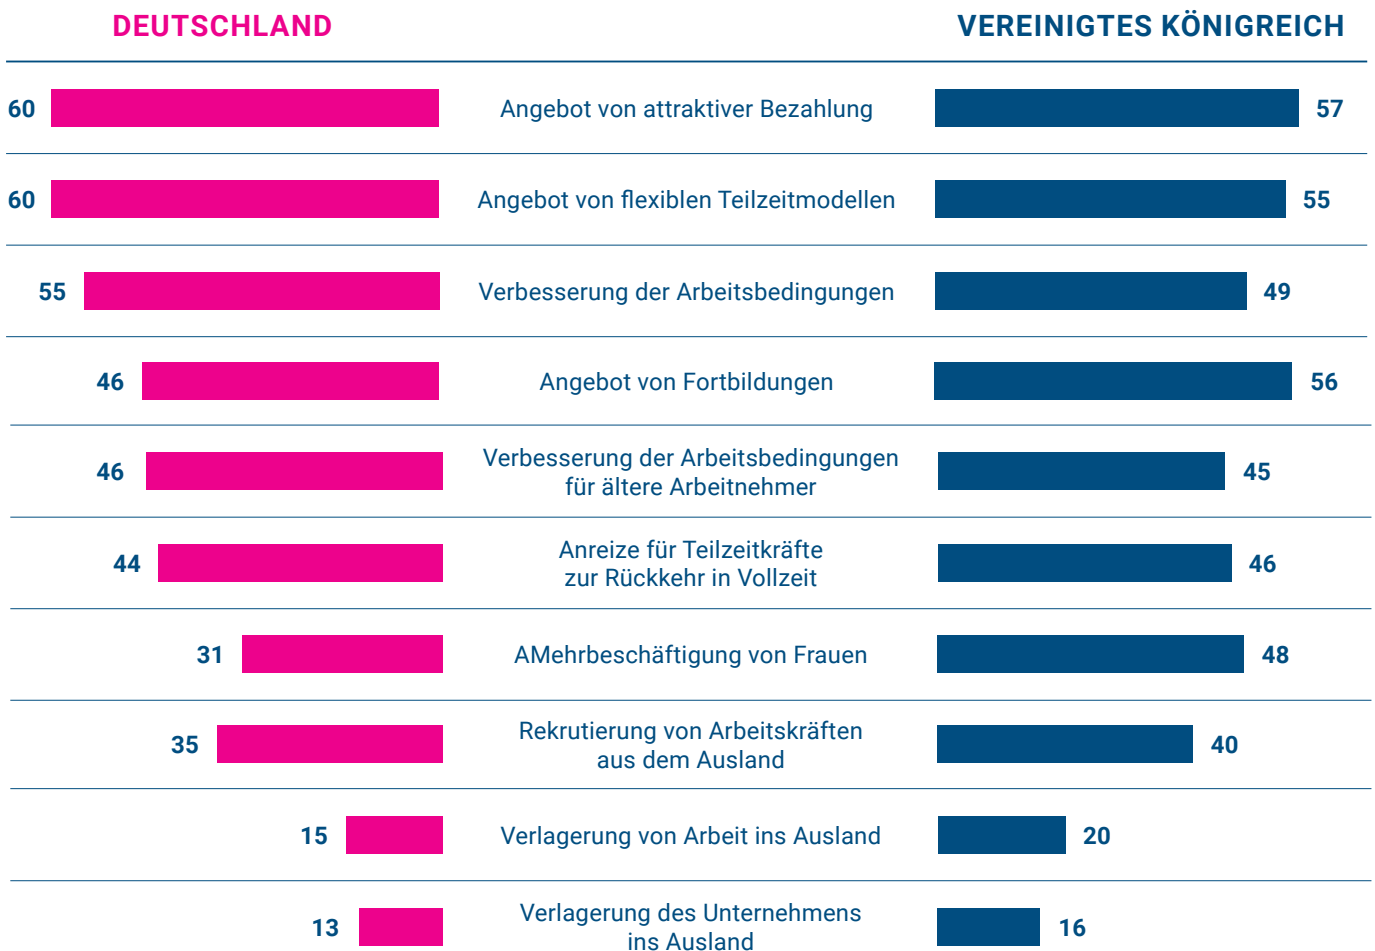 DEUTSCHLAND VEREINIGTES KÖNIGREICH
60 Angebot von attraktiver Bezahlung 57
60 Angebot von flexiblen Teilzeitmodellen 55
55 Verbesserung der Arbeitsbedingungen 49
46 Angebot von Fortbildungen 56
46 Verbesserung der Arbeitsbedingungen
für ältere Arbeitnehmer 45
44 Anreize für Teilzeitkräfte
zur Rückkehr in Vollzeit 46
31 AMehrbeschäftigung von Frauen 48
35 Rekrutierung von Arbeitskräften
aus dem Ausland 40
15 Verlagerung von Arbeit ins Ausland 20
13 Verlagerung des Unternehmens
ins Ausland 16